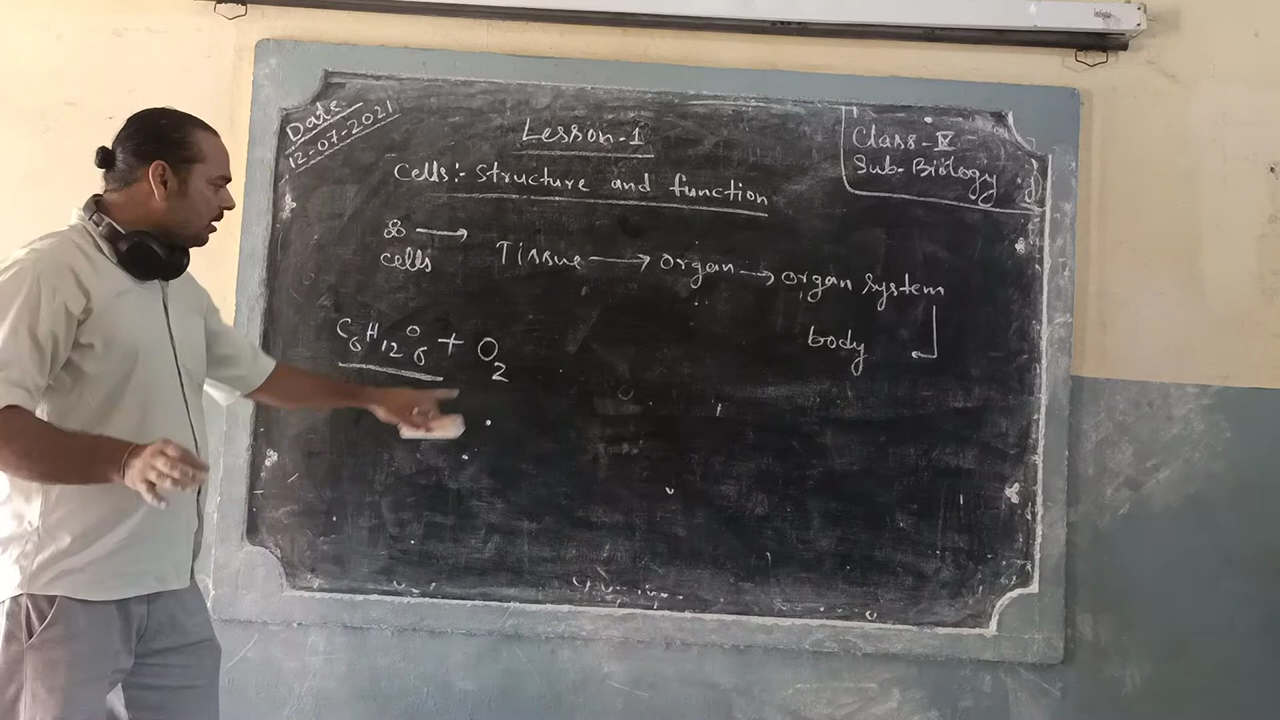 Date
12-07-2021
Lesson-1
Class-IX
Sub-Biology
Cells:- structure and function
cells → Tissue → organ → organ system
body
C6H12O6 + O2